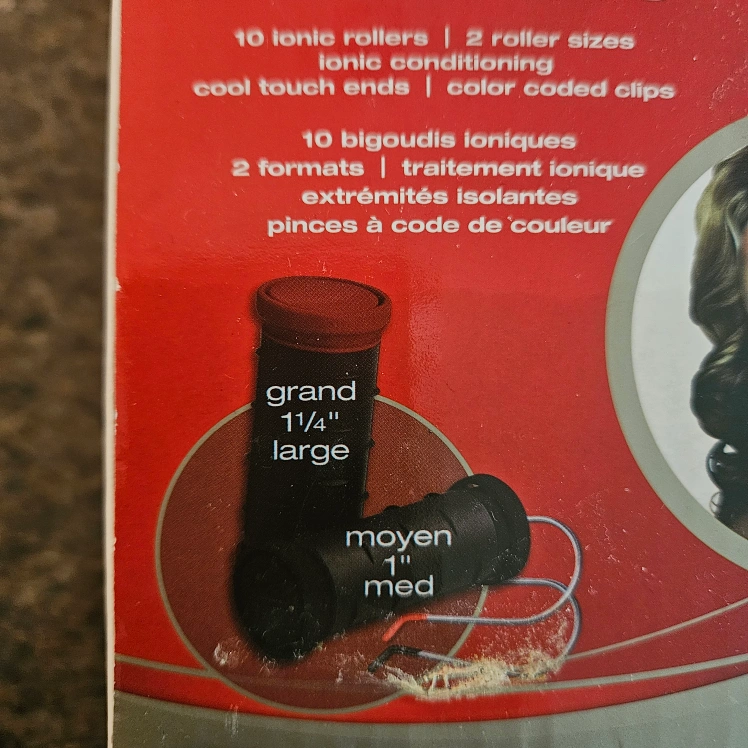 10 ionic rollers | 2 roller sizes
ionic conditioning
cool touch ends | color coded clips
10 bigoudis ioniques
2 formats | traitement ionique
extrémités isolantes
pinces à code de couleur
grand
1¼"
large
moyen
1"
med